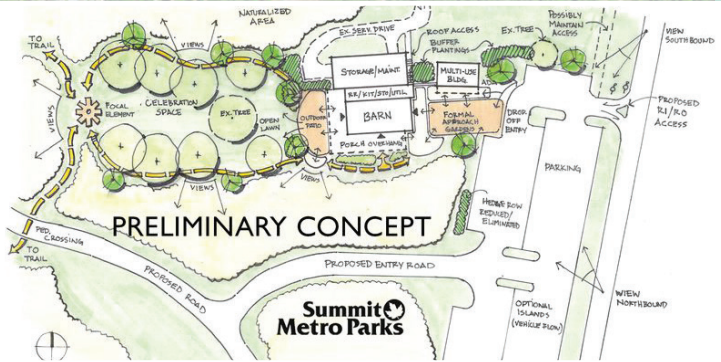 NATURALIZED
AREA
EX. SERV. DRIVE
ROOF ACCESS
BUFFER
PLANTINGS
EX. TREE
POSSIBLY
MAINTAIN
ACCESS
VIEW
SOUTHBOUND
TO
TRAIL
VIEWS
STORAGE/MAINT.
MULTI-USE
BLDG.
VIEWS
FOCAL
ELEMENT
CELEBRATION
SPACE
EX. TREE
OPEN
LAWN
OUTDOOR
PATIO
RR/KIT/STO/UTIL
BARN
PORCH OVERHANG
FORMAL
APPROACH
GARDENS
DROP
OFF
ENTRY
PROPOSED
RI/RO
ACCESS
PARKING
VIEWS
VIEWS
HEDGE ROW
REDUCED/
ELIMINATED
PRELIMINARY CONCEPT
PED. CROSSING
TO
TRAIL
PROPOSED ROAD
PROPOSED ENTRY ROAD
OPTIONAL
ISLANDS
(VEHICLE FLOW)
VIEW
NORTHBOUND
Summit
Metro Parks